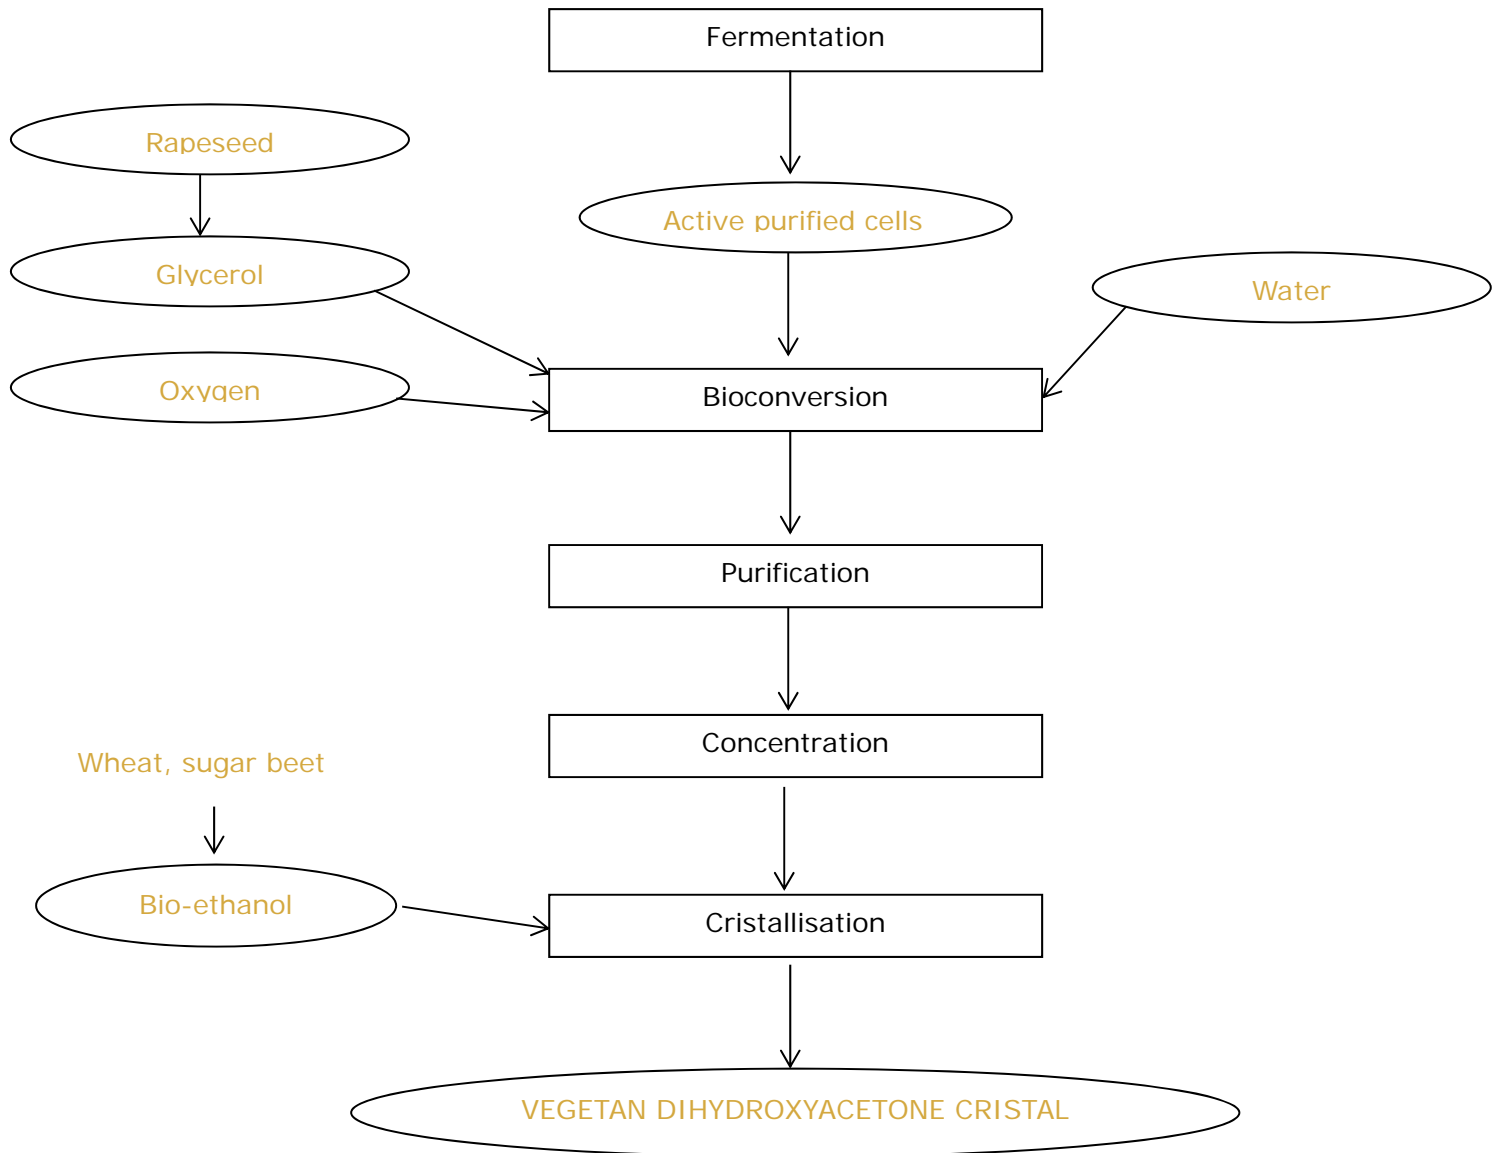 Fermentation
Rapeseed
Active purified cells
Glycerol
Water
Oxygen
Bioconversion
Purification
Concentration
Wheat, sugar beet
Bio-ethanol
Cristallisation
VEGETAN DIHYDROXYACETONE CRISTAL